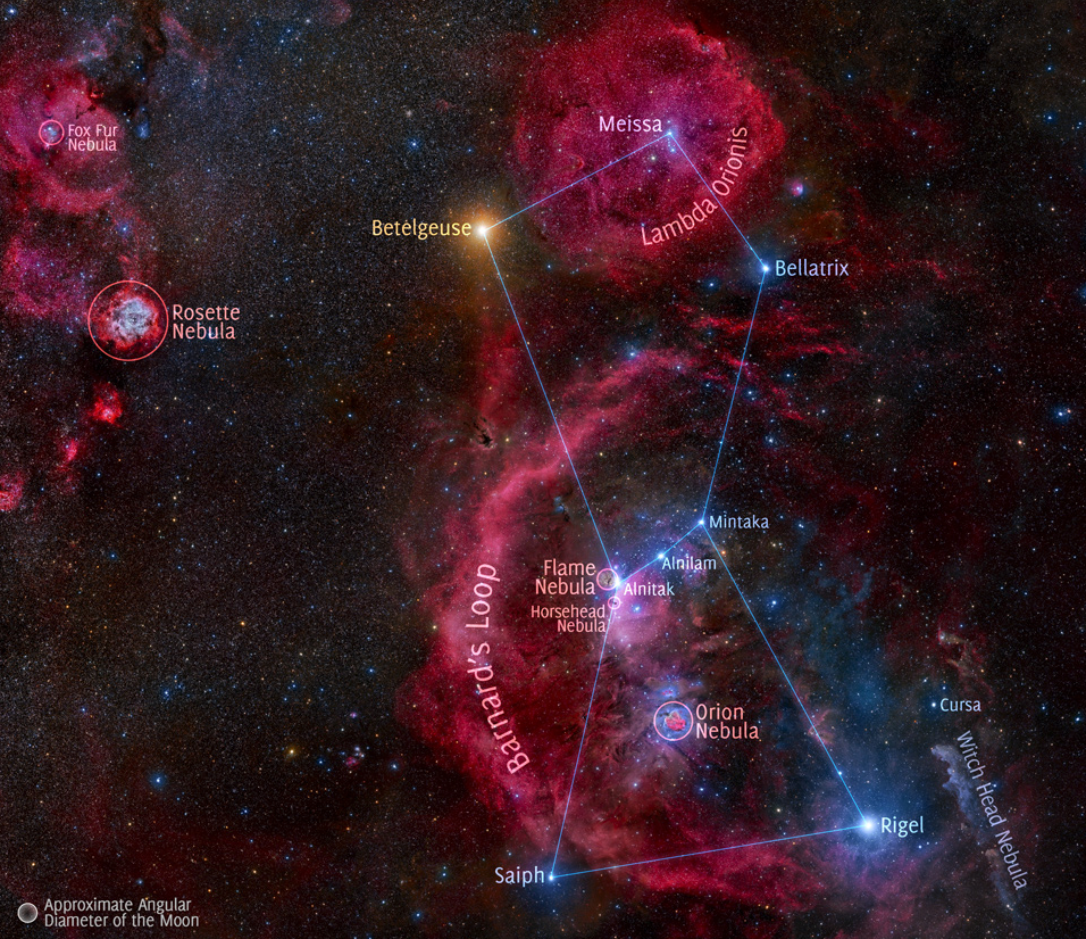 Meissa
Fox Fur
Nebula
Lambda Orionis
Betelgeuse
Bellatrix
Rosette
Nebula
Mintaka
Alnilam
Flame
Nebula
Alnitak
Horsehead
Nebula
Barnard's Loop
Orion
Nebula
Cursa
Witch Head Nebula
Rigel
Saiph
Approximate Angular
Diameter of the Moon